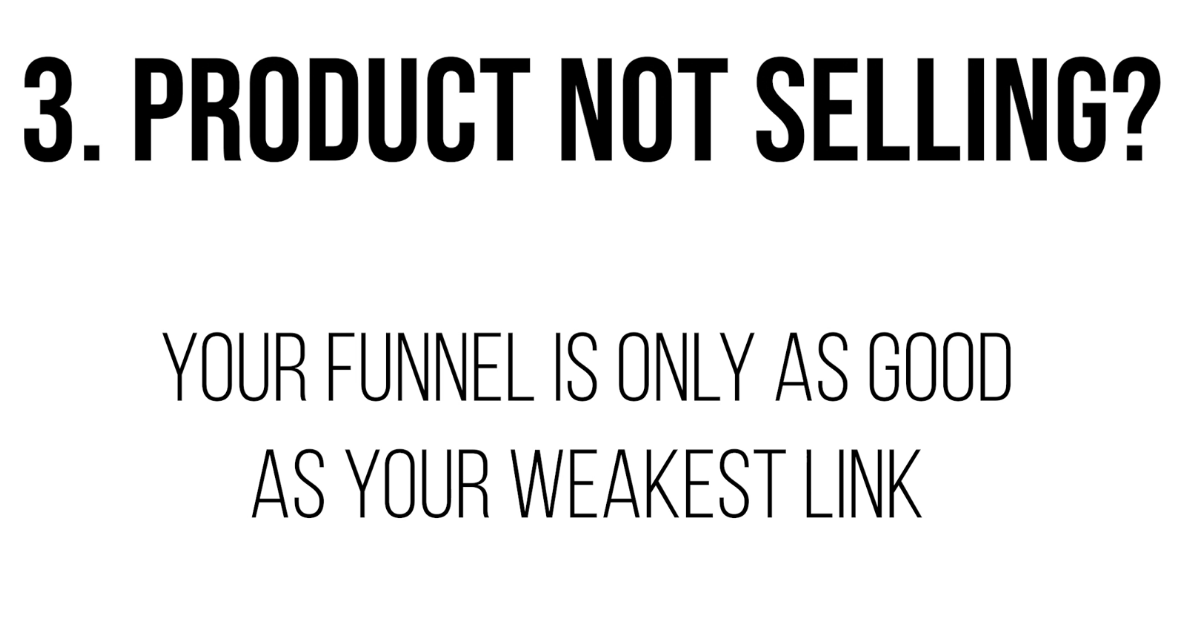 3. PRODUCT NOT SELLING?
YOUR FUNNEL IS ONLY AS GOOD
AS YOUR WEAKEST LINK